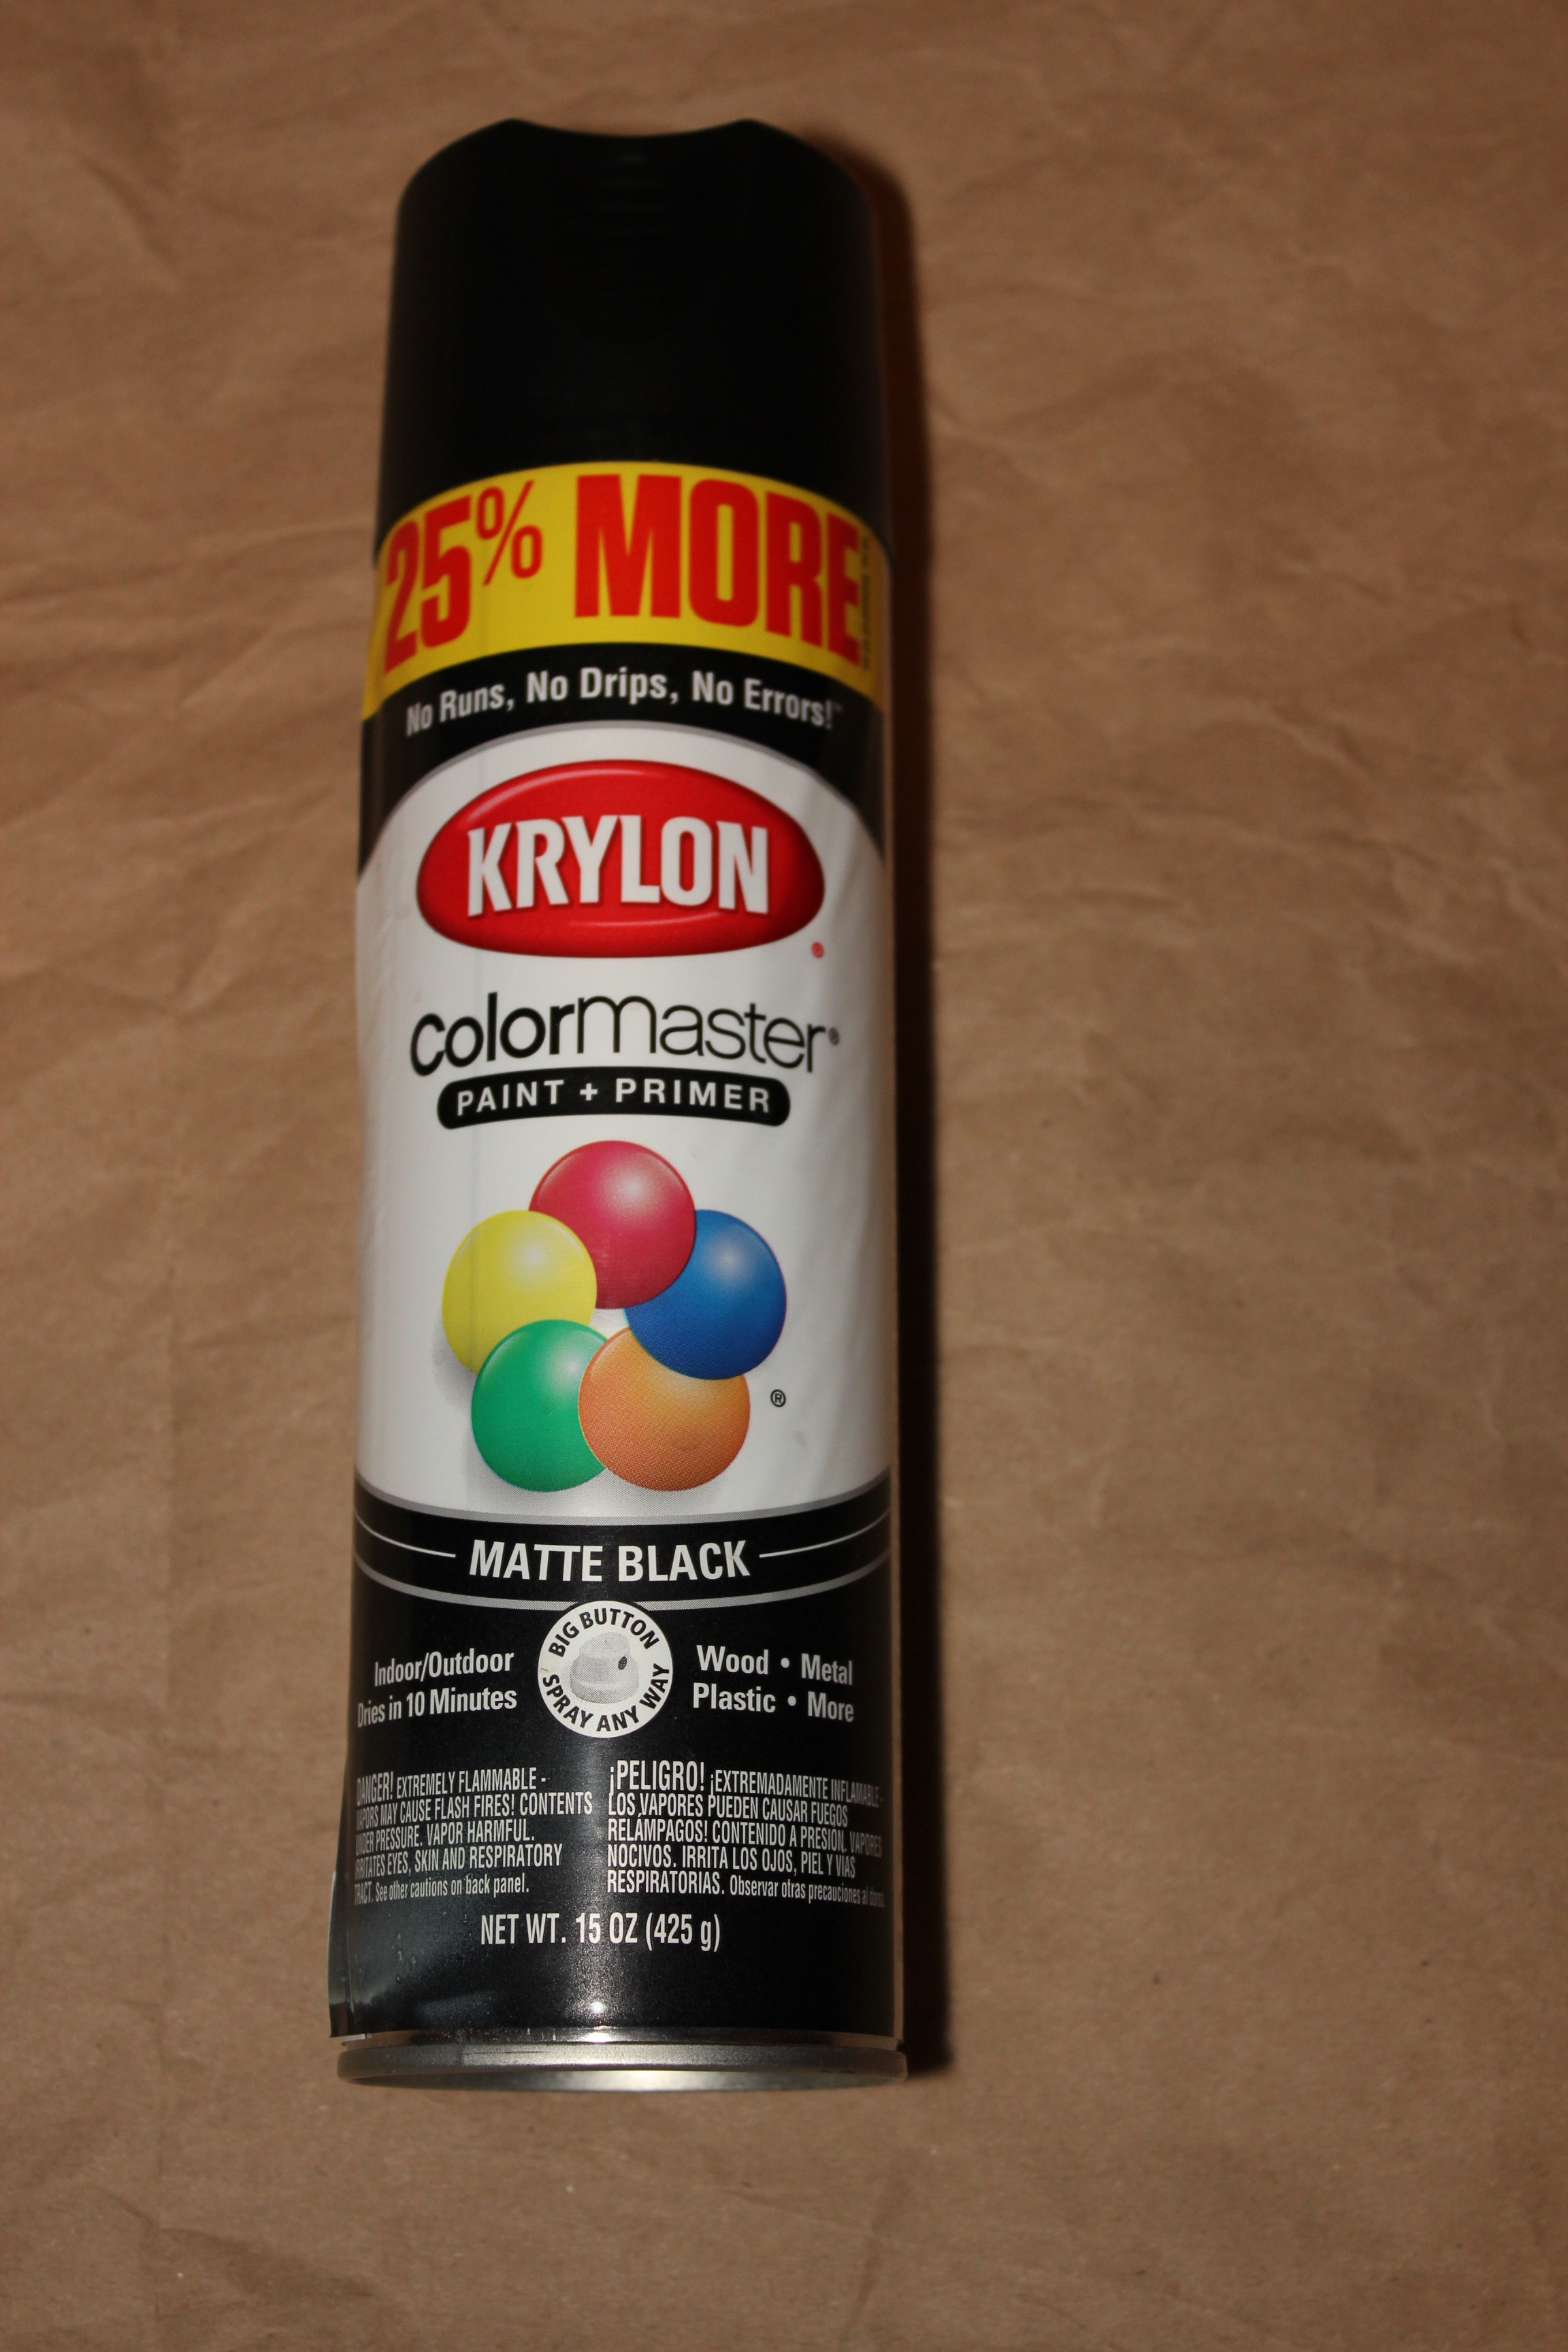 25% MORE
No Runs, No Drips, No Errors!™
KRYLON
®
colormaster®
PAINT + PRIMER
®
MATTE BLACK
BIG BUTTON
SPRAY ANY WAY
Indoor/Outdoor
Dries in 10 Minutes
Wood • Metal
Plastic • More
DANGER! EXTREMELY FLAMMABLE -
VAPORS MAY CAUSE FLASH FIRES! CONTENTS
UNDER PRESSURE. VAPOR HARMFUL.
IRRITATES EYES, SKIN AND RESPIRATORY
TRACT. See other cautions on back panel.
¡PELIGRO! ¡EXTREMADAMENTE INFLAMABLE -
LOS VAPORES PUEDEN CAUSAR FUEGOS
RELÁMPAGOS! CONTENIDO A PRESIÓN. VAPORES
NOCIVOS. IRRITA LOS OJOS, PIEL Y VIAS
RESPIRATORIAS. Observar otras precauciones al dorso.
NET WT. 15 OZ (425 g)